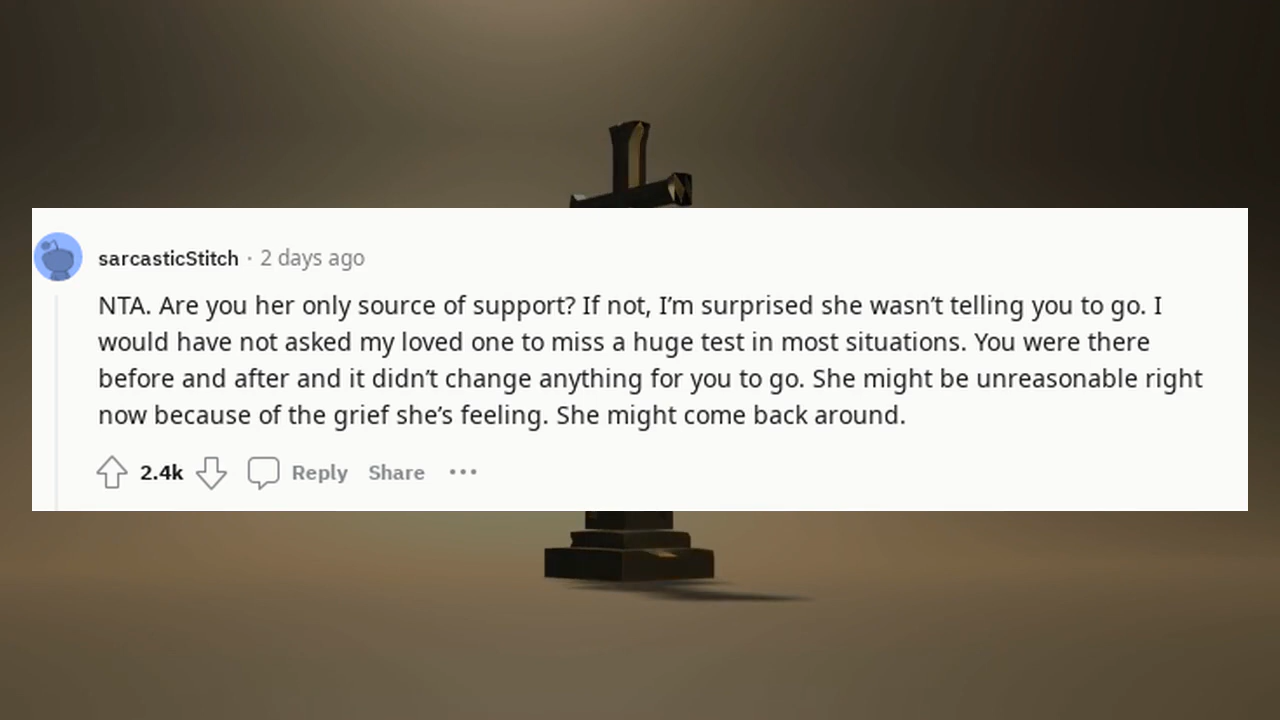 sarcasticStitch · 2 days ago
NTA. Are you her only source of support? If not, I’m surprised she wasn’t telling you to go. I
would have not asked my loved one to miss a huge test in most situations. You were there
before and after and it didn’t change anything for you to go. She might be unreasonable right
now because of the grief she’s feeling. She might come back around.
2.4k Reply Share